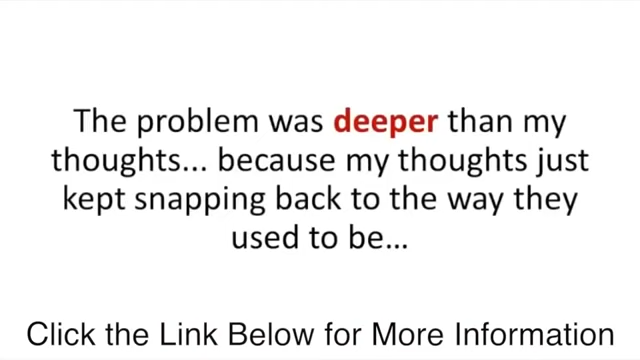 The problem was deeper than my
thoughts... because my thoughts just
kept snapping back to the way they
used to be...
Click the Link Below for More Information